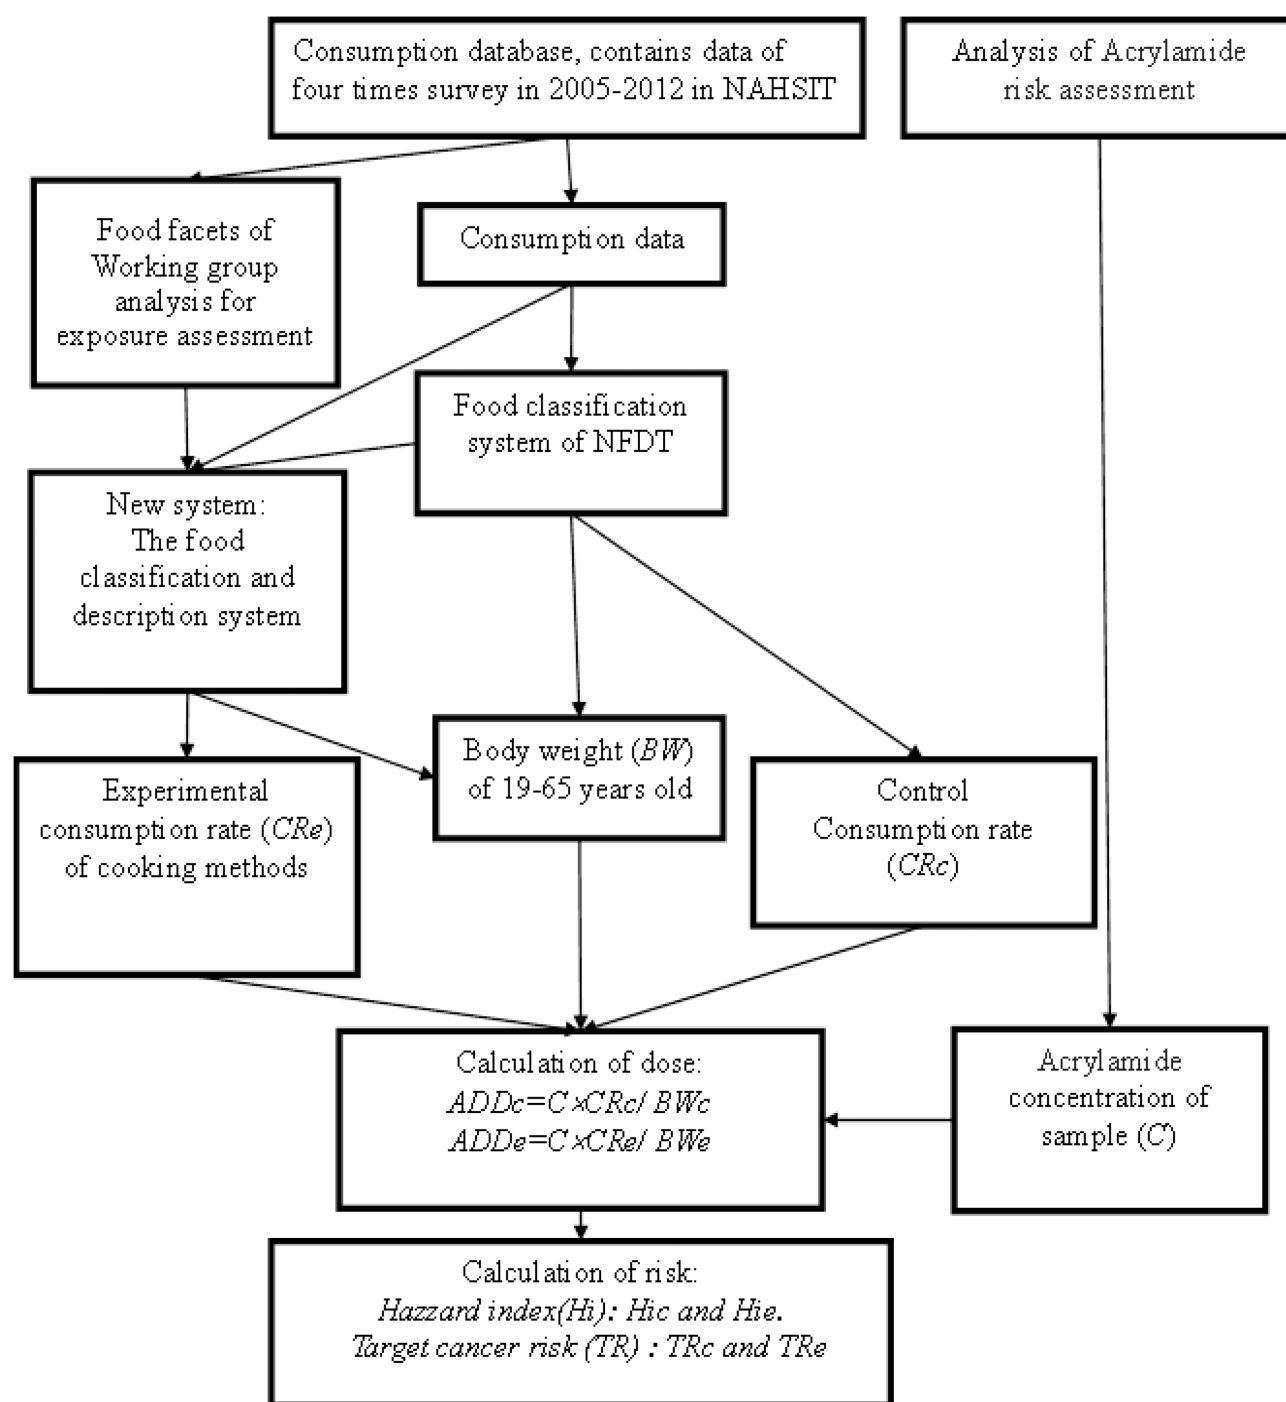 Consumption database, contains data of
four times survey in 2005-2012 in NAHSIT
Analysis of Acrylamide
risk assessment
Food facets of
Working group
analysis for
exposure assessment
Consumption data
Food classification
system of NFDT
New system:
The food
classification and
description system
Body weight (BW)
of 19-65 years old
Experimental
consumption rate (CRe)
of cooking methods
Control
Consumption rate
(CRc)
Calculation of dose:
ADDc=C×CRc/ BWc
ADDe=C×CRe/ BWe
Acrylamide
concentration of
sample (C)
Calculation of risk:
Hazzard index(Hi): Hic and Hie.
Target cancer risk (TR) : TRc and TRe